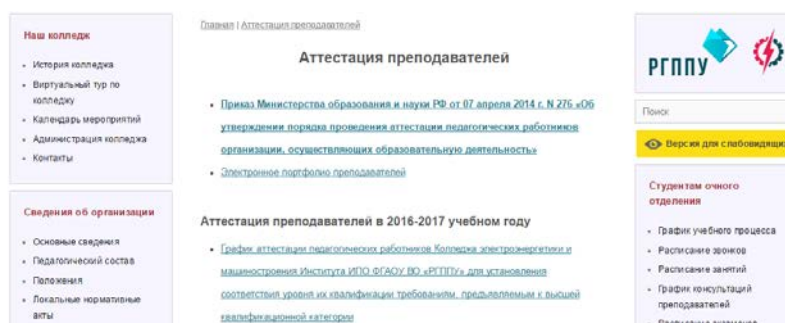 Наш колледж
История колледжа
Виртуальный тур по
колледжу
Календарь мероприятий
Администрация колледжа
Контакты
Сведения об организации
Основные сведения
Педагогический состав
Положения
Локальные нормативные
акты
Главная | Аттестация преподавателей
Аттестация преподавателей
Приказ Министерства образования и науки РФ от 07 апреля 2014 г. N 276 «Об
утверждении порядка проведения аттестации педагогических работников
организации, осуществляющих образовательную деятельность»
Электронное портфолио преподавателей
Аттестация преподавателей в 2016-2017 учебном году
График аттестации педагогических работников Колледжа электроэнергетики и
машиностроения Института ИПО ФГАОУ ВО «РГППУ» для установления
соответствия уровня их квалификации требованиям, предъявляемым к высшей
квалификационной категории
РГППУ
Поиск
Версия для слабовидящих
Студентам очного
отделения
График учебного процесса
Расписание звонков
Расписание занятий
График консультаций
преподавателей